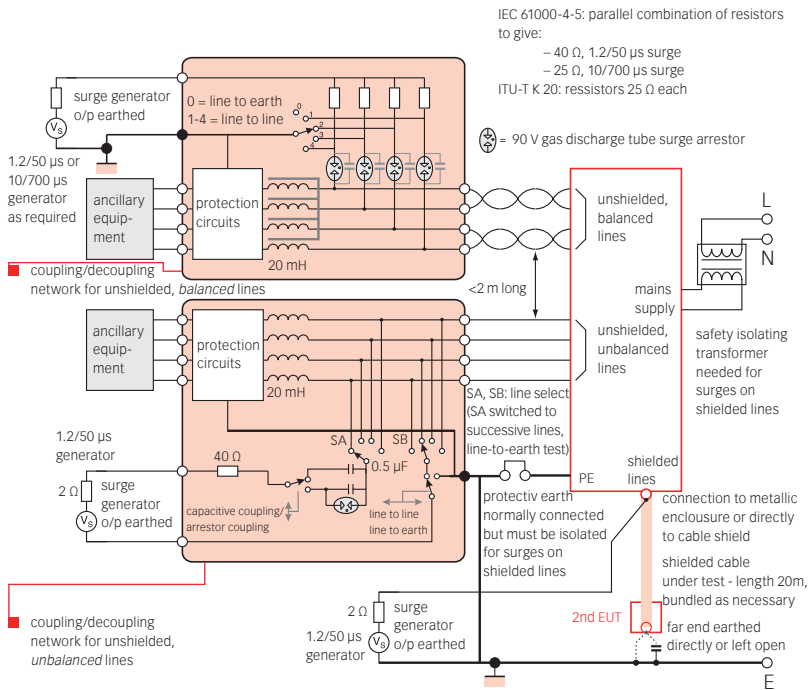 IEC 61000-4-5: parallel combination of resistors
to give:
– 40 Ω, 1.2/50 µs surge
– 25 Ω, 10/700 µs surge
ITU-T K 20: resistors 25 Ω each
= 90 V gas discharge tube surge arrestor
surge generator
o/p earthed
Vs
0 = line to earth
1-4 = line to line
0
1
2
3
4
1.2/50 µs or
10/700 µs
generator
as required
ancillary
equip-
ment
protection
circuits
20 mH
unshielded,
balanced
lines
L
N
coupling/decoupling
network for unshielded, balanced lines
<2 m long
mains
supply
ancillary
equip-
ment
protection
circuits
20 mH
unshielded,
unbalanced
lines
safety isolating
transformer
needed for
surges on
shielded lines
SA, SB: line select
(SA switched to
successive lines,
line-to-earth test)
1.2/50 µs
generator
2 Ω
surge
generator
o/p earthed
Vs
40 Ω
SA
SB
0.5 µF
capacitive coupling/
arrestor coupling
line to line
line to earth
PE
shielded
lines
protectiv earth
normally connected
but must be isolated
for surges on
shielded lines
connection to metallic
enclousure or directly
to cable shield
shielded cable
under test - length 20m,
bundled as necessary
2nd EUT
far end earthed
directly or left open
coupling/decoupling
network for unshielded,
unbalanced lines
2 Ω
surge
generator
o/p earthed
1.2/50 µs
generator
Vs
E